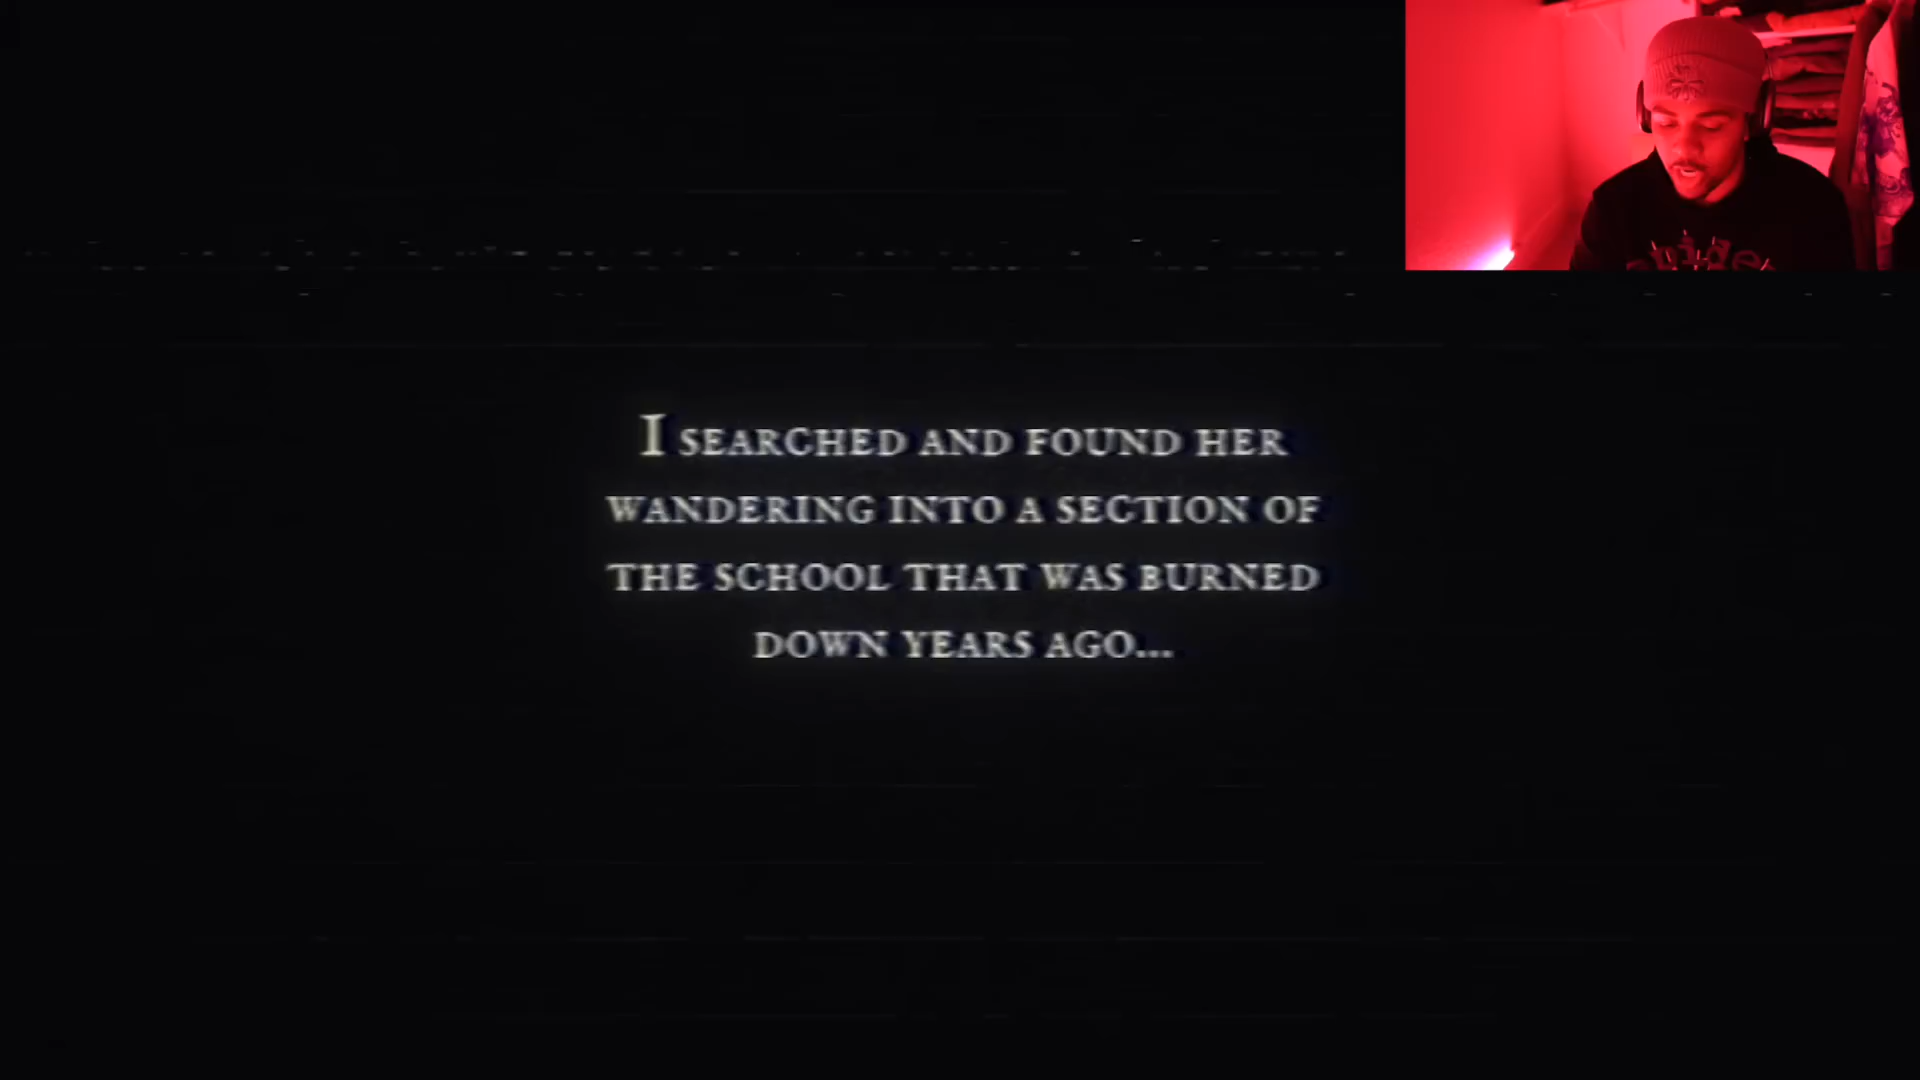 I SEARCHED AND FOUND HER
WANDERING INTO A SECTION OF
THE SCHOOL THAT WAS BURNED
DOWN YEARS AGO...